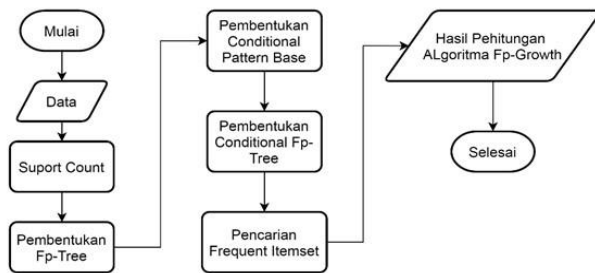 Mulai
Data
Suport Count
Pembentukan
Fp-Tree
Pembentukan
Conditional
Pattern Base
Pembentukan
Conditional Fp-
Tree
Pencarian
Frequent Itemset
Hasil Pehitungan
ALgoritma Fp-Growth
Selesai